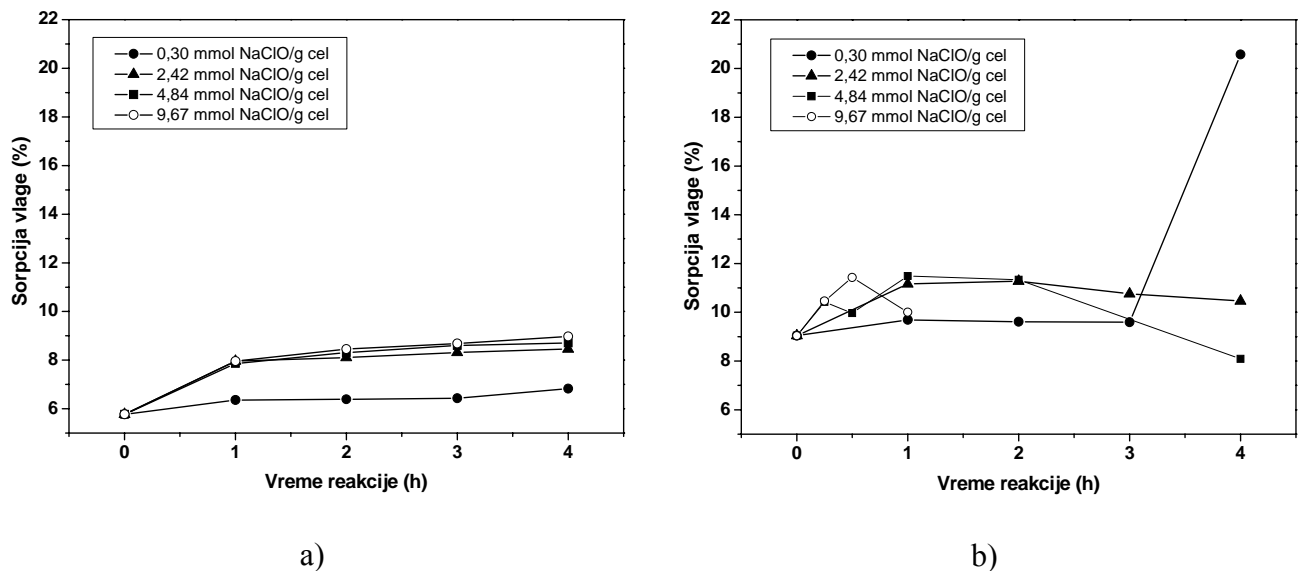 22
20
18
16
14
12
10
8
6
Sorpcija vlage (%)
0,30 mmol NaClO/g cel
2,42 mmol NaClO/g cel
4,84 mmol NaClO/g cel
9,67 mmol NaClO/g cel
0
1
2
3
4
Vreme reakcije (h)
a)
22
20
18
16
14
12
10
8
6
Sorpcija vlage (%)
0,30 mmol NaClO/g cel
2,42 mmol NaClO/g cel
4,84 mmol NaClO/g cel
9,67 mmol NaClO/g cel
0
1
2
3
4
Vreme reakcije (h)
b)